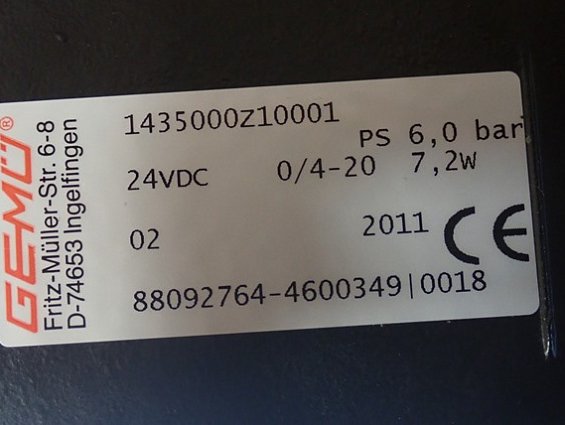 GEMÜ®
Fritz-Müller-Str. 6-8
D-74653 Ingelfingen
1435000Z10001
PS 6,0 bar
24VDC 0/4-20 7,2W
02 2011 CE
88092764-4600349|0018